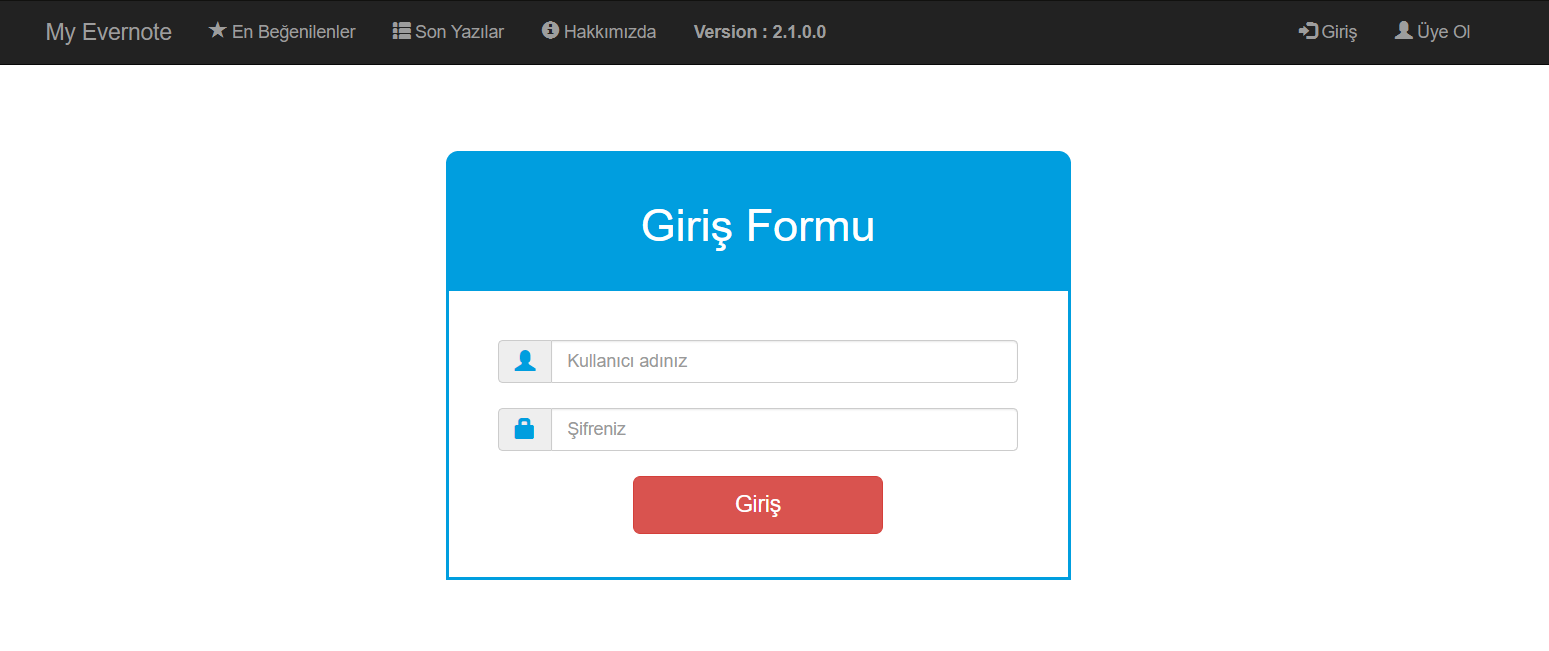 My Evernote En Beğenilenler Son Yazılar Hakkımızda Version : 2.1.0.0 Giriş Üye Ol
Giriş Formu
Kullanıcı adınız
Şifreniz
Giriş